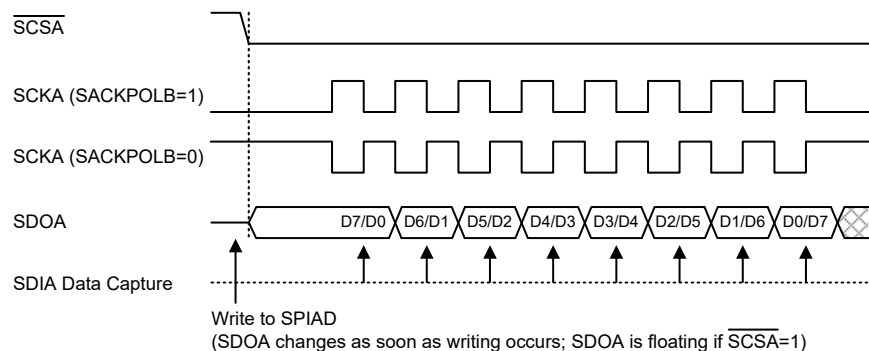 SCSA
SCKA (SACKPOLB=1)
SCKA (SACKPOLB=0)
SDOA
D7/D0 D6/D1 D5/D2 D4/D3 D3/D4 D2/D5 D1/D6 D0/D7
SDIA Data Capture
Write to SPIAD
(SDOA changes as soon as writing occurs; SDOA is floating if SCSA=1)